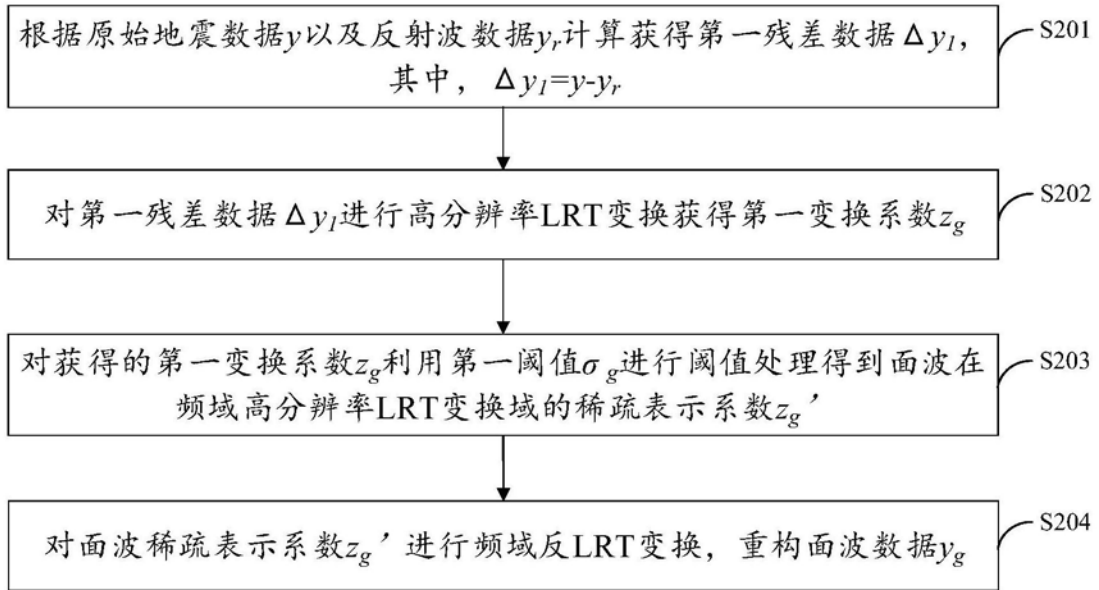 根据原始地震数据y以及反射波数据yr计算获得第一残差数据Δy1,
其中，Δy1=y-yr
S201
对第一残差数据Δy1进行高分辨率LRT变换获得第一变换系数zg
S202
对获得的第一变换系数zg利用第一阈值σg进行阈值处理得到面波在
频域高分辨率LRT变换域的稀疏表示系数zg’
S203
对面波稀疏表示系数zg’进行频域反LRT变换，重构面波数据yg
S204